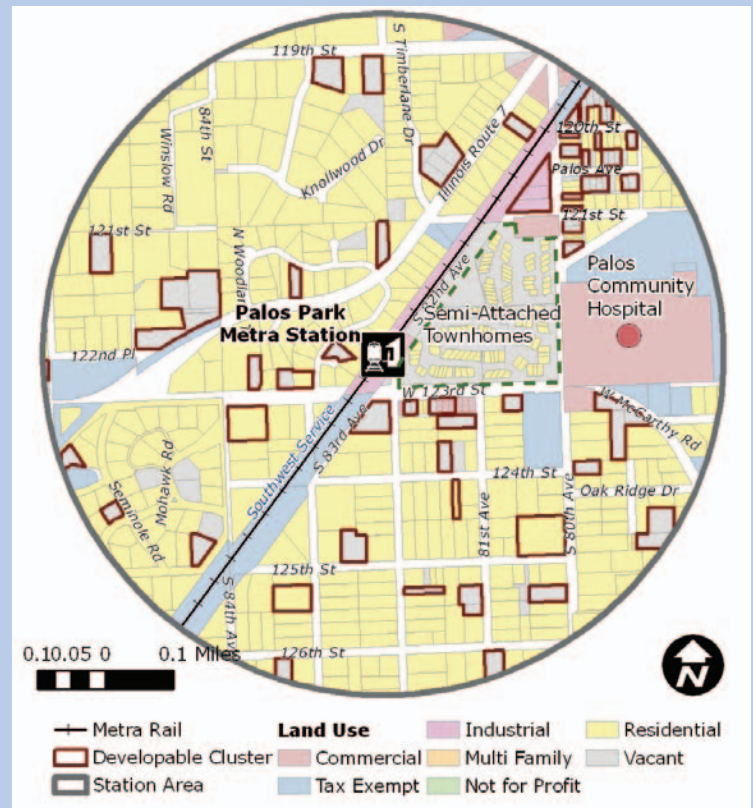 119th St
S Timberlane Dr
84th St
Winslow Rd
Knollwood Dr
Illinois Route 7
120th St
Palos Ave
121st St
121st St
N Woodland
S 82nd Ave
Palos
Community
Hospital
Palos Park
Metra Station
Semi-Attached
Townhomes
122nd Pl
W 123rd St
W McCarthy Rd
Southwest Service
S 83rd Ave
Mohawk Rd
Seminole Rd
124th St
Oak Ridge Dr
81st Ave
S 80th Ave
125th St
S 84th Ave
126th St
0.10.05 0 0.1 Miles
N
Metra Rail
Developable Cluster
Station Area
Land Use
Commercial
Tax Exempt
Industrial
Multi Family
Not for Profit
Residential
Vacant